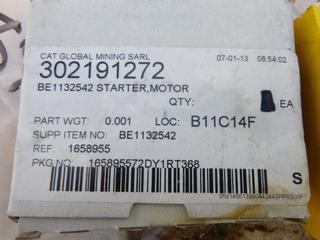 CAT GLOBAL MINING SARL 07-01-13 08:54:02
302191272
BE1132542 STARTER,MOTOR
QTY: EA
PART WGT: 0.001 LOC: B11C14F
SUPP ITEM NO: BE1132542
REF: 1658955
PKG NO: 165895572DY1RT368
S